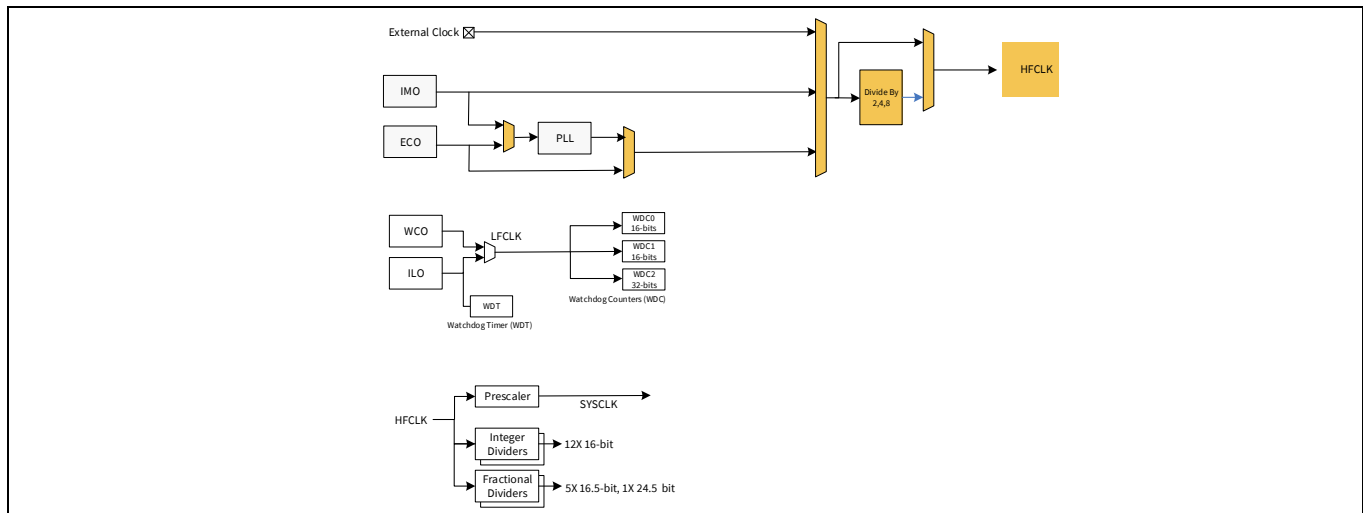 External Clock
HFCLK
IMO
Divide By
2,4,8
ECO
PLL
WCO
LFCLK
WDC0
16-bits
WDC1
16-bits
ILO
WDC2
32-bits
Watchdog Counters (WDC)
WDT
Watchdog Timer (WDT)
Prescaler
SYSCLK
HFCLK
Integer
Dividers
12X 16-bit
Fractional
Dividers
5X 16.5-bit, 1X 24.5 bit